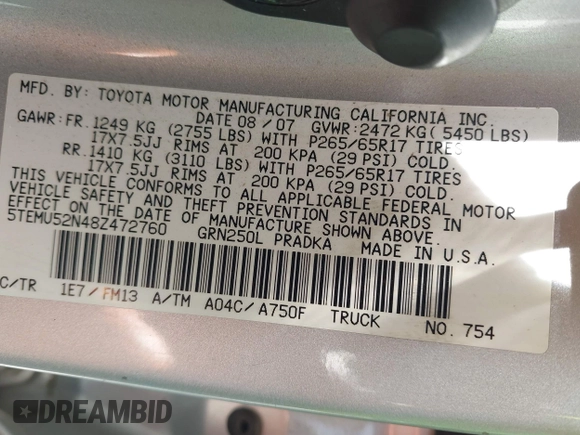 MFD. BY: TOYOTA MOTOR MANUFACTURING CALIFORNIA INC.
DATE 08/07 GVWR:2472 KG(5450 LBS)
GAWR:FR. 1249 KG (2755 LBS) WITH P265/65R17 TIRES
17X7.5JJ RIMS AT 200 KPA (29 PSI) COLD.
RR. 1410 KG (3110 LBS) WITH P265/65R17 TIRES
17X7.5JJ RIMS AT 200 KPA (29 PSI) COLD.
THIS VEHICLE CONFORMS TO ALL APPLICABLE FEDERAL MOTOR
VEHICLE SAFETY AND THEFT PREVENTION STANDARDS IN
EFFECT ON THE DATE OF MANUFACTURE SHOWN ABOVE.
5TEMU52N48Z472760 GRN250L PRADKA MADE IN U.S.A.
C/TR 1E7/FM13 A/TM A04C/A750F TRUCK NO. 754
DREAMBID